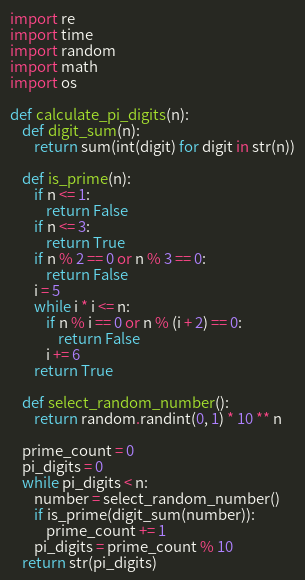 import re
import time
import random
import math
import os

def calculate_pi_digits(n):
    def digit_sum(n):
        return sum(int(digit) for digit in str(n))

    def is_prime(n):
        if n <= 1:
            return False
        if n <= 3:
            return True
        if n % 2 == 0 or n % 3 == 0:
            return False
        i = 5
        while i * i <= n:
            if n % i == 0 or n % (i + 2) == 0:
                return False
            i += 6
        return True

    def select_random_number():
        return random.randint(0, 1) * 10 ** n

    prime_count = 0
    pi_digits = 0
    while pi_digits < n:
        number = select_random_number()
        if is_prime(digit_sum(number)):
            prime_count += 1
        pi_digits = prime_count % 10
    return str(pi_digits)